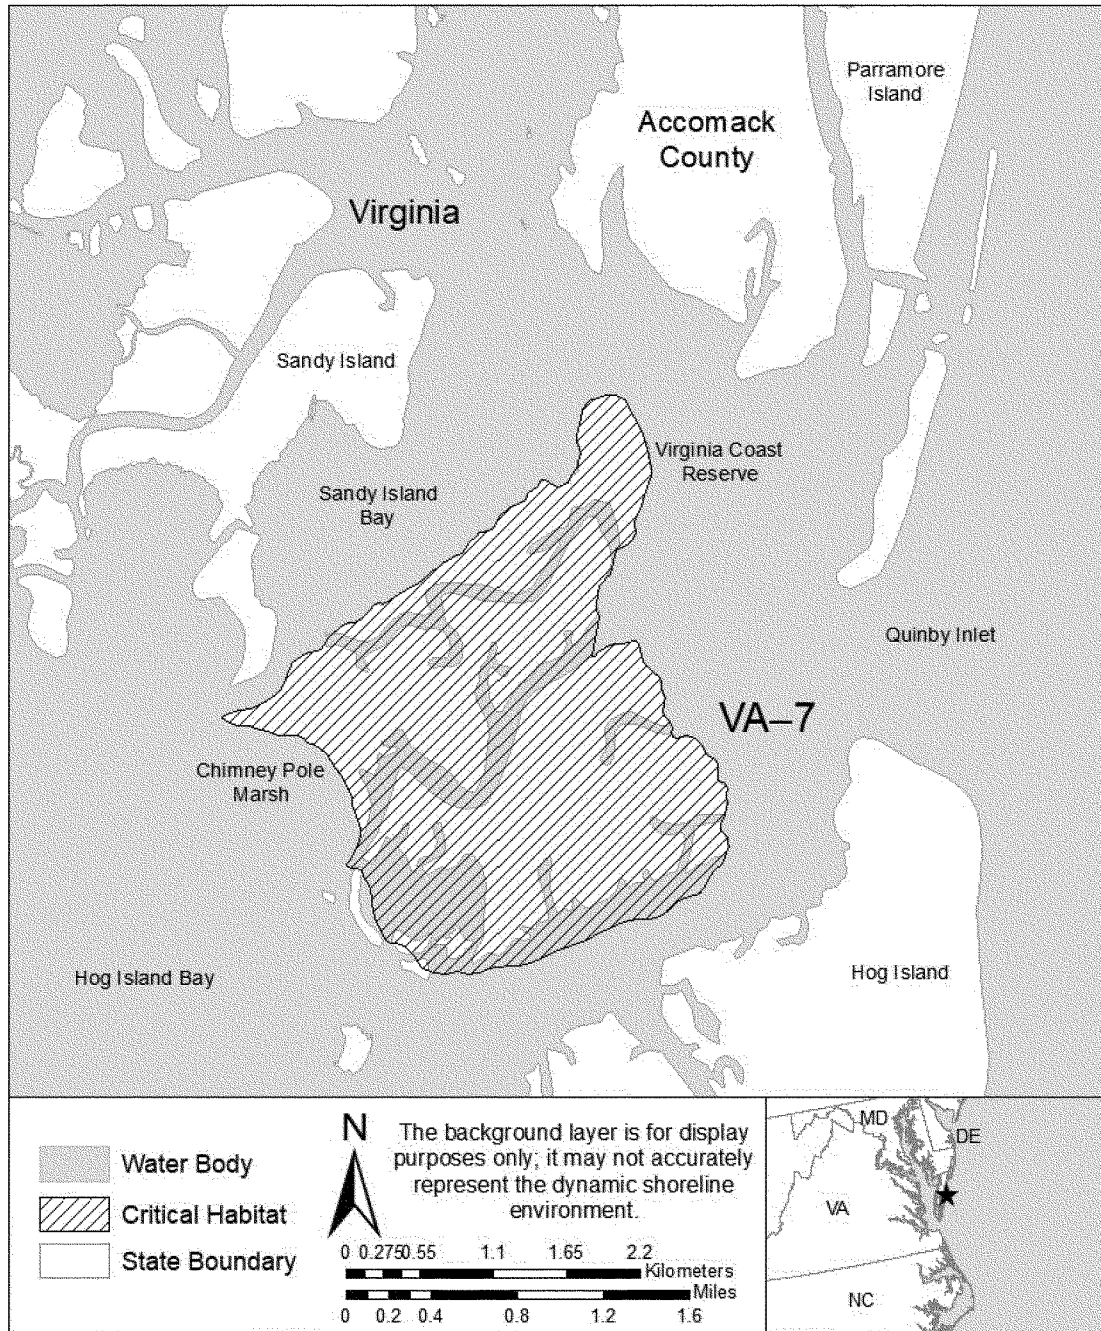 Parramore
Island
Accomack
County
Virginia
Sandy Island
Virginia Coast
Reserve
Sandy Island
Bay
Quinby Inlet
VA–7
Chimney Pole
Marsh
Hog Island Bay
Hog Island
Water Body
Critical Habitat
State Boundary
N
The background layer is for display
purposes only; it may not accurately
represent the dynamic shoreline
environment.
0 0.275 0.55 1.1 1.65 2.2
Kilometers
Miles
0 0.2 0.4 0.8 1.2 1.6
MD
DE
VA
NC